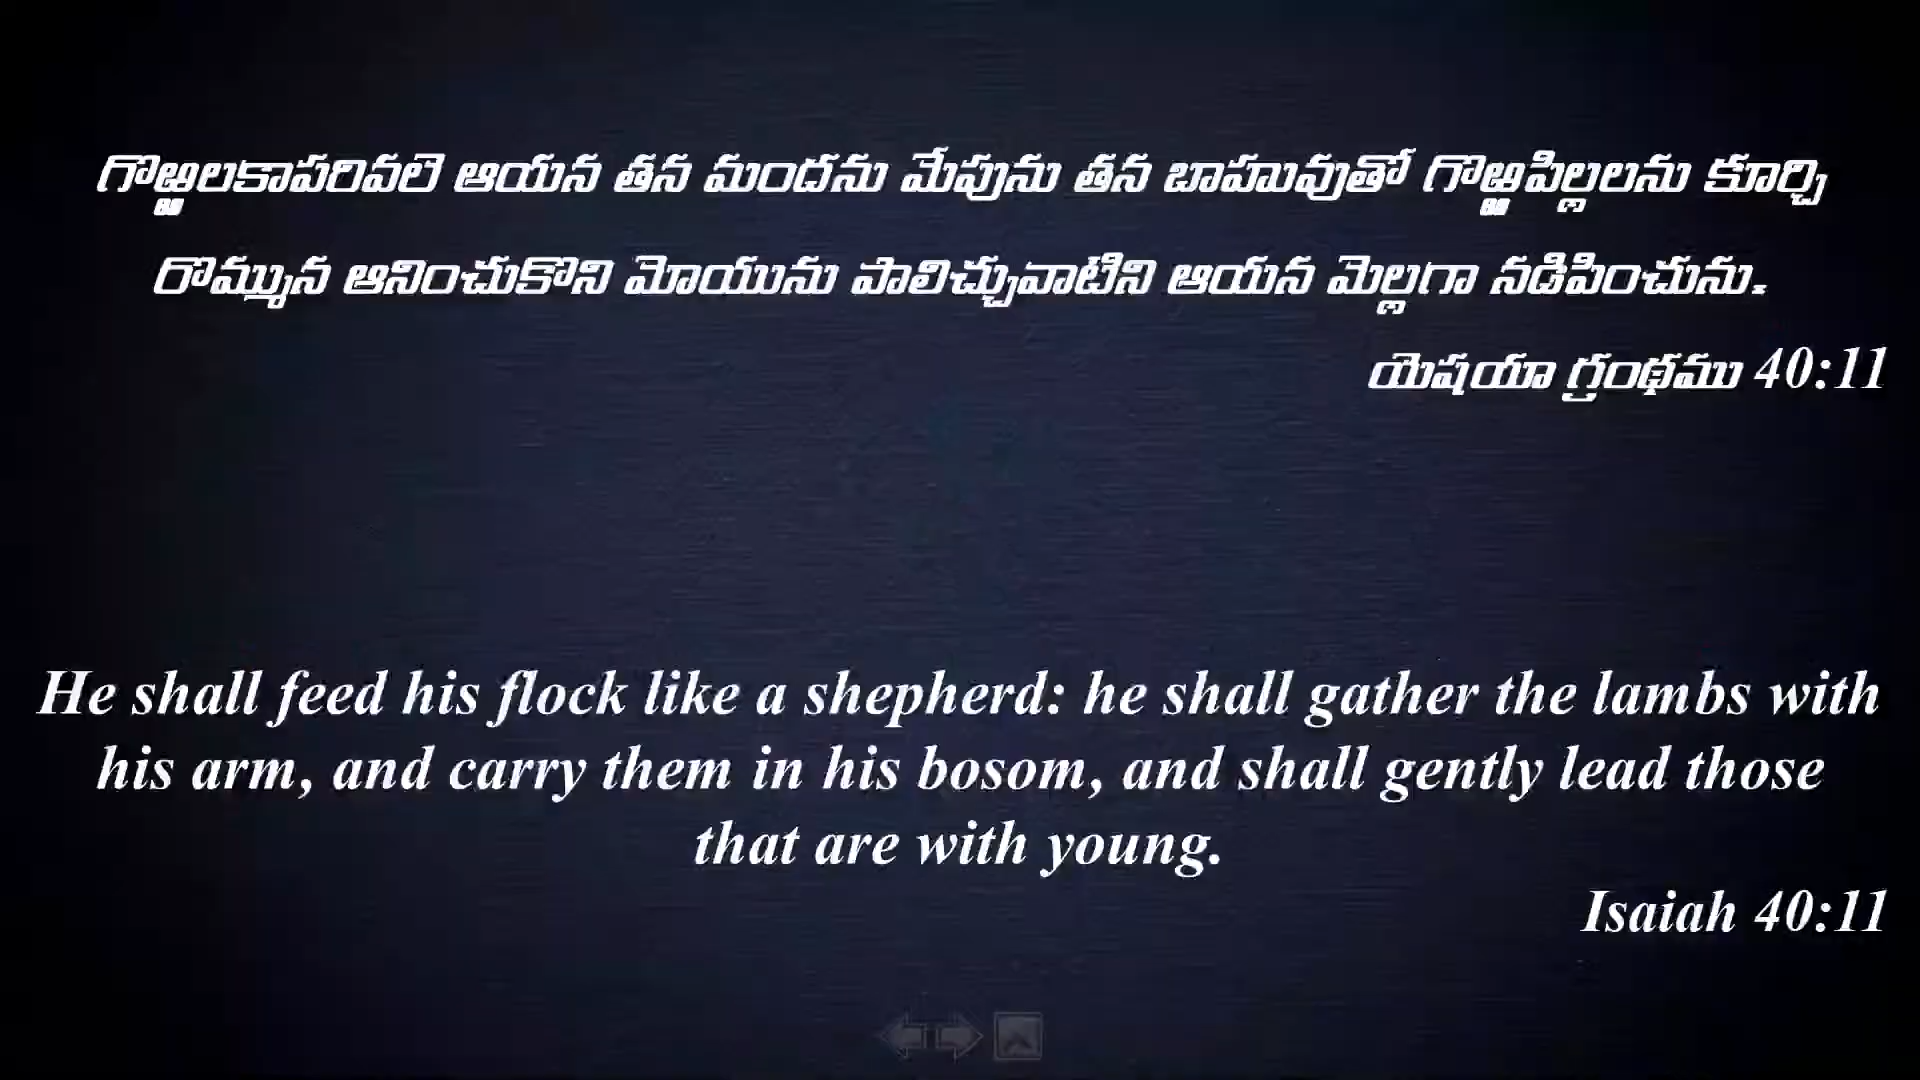 గొఱ్ఱలకాపరివలె ఆయన తన మందను మేపును తన బాహువుతో గొఱ్ఱపిల్లలను కూర్చి
రొమ్మున ఆనించుకొని మోయును పాలిచ్చువాటిని ఆయన మెల్లగా నడిపించును.
యెషయా గ్రంథము 40:11
He shall feed his flock like a shepherd: he shall gather the lambs with
his arm, and carry them in his bosom, and shall gently lead those
that are with young.
Isaiah 40:11